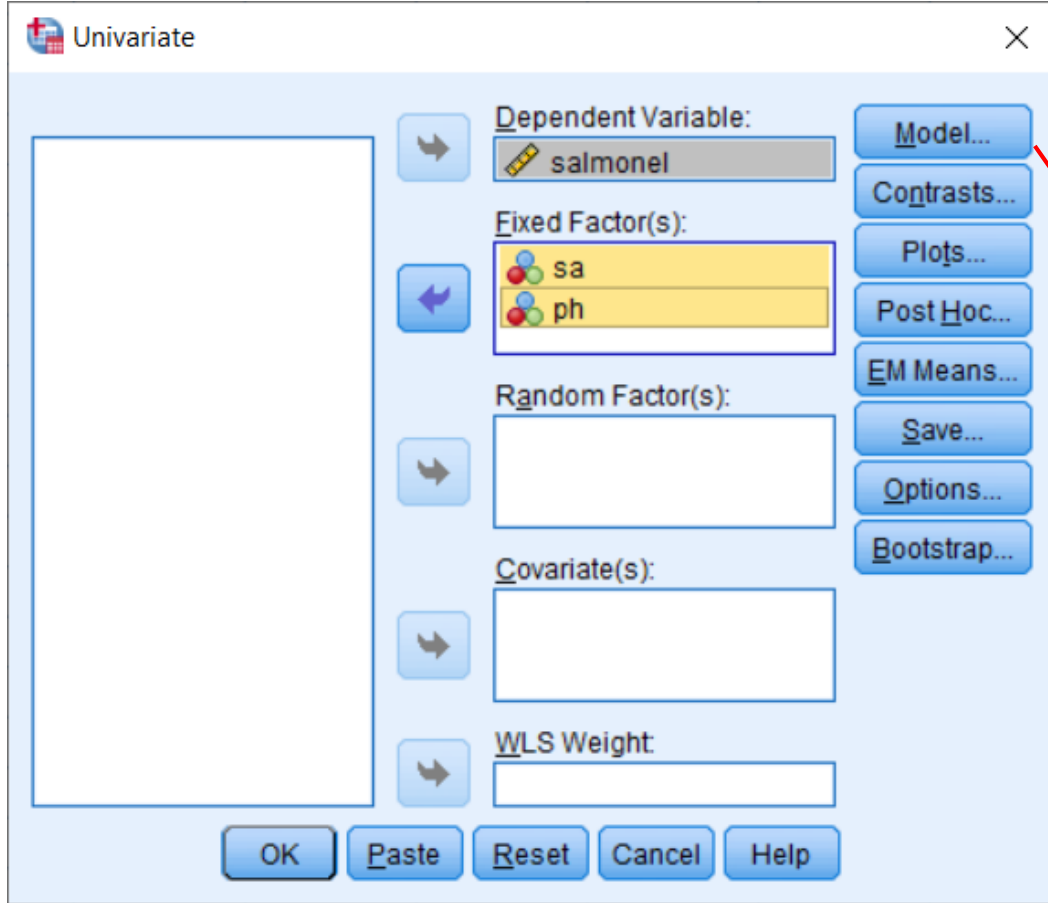 Univariate
Dependent Variable:
salmonel
Fixed Factor(s):
sa
ph
Random Factor(s):
Covariate(s):
WLS Weight:
Model...
Contrasts...
Plots...
Post Hoc...
EM Means...
Save...
Options...
Bootstrap...
OK Paste Reset Cancel Help